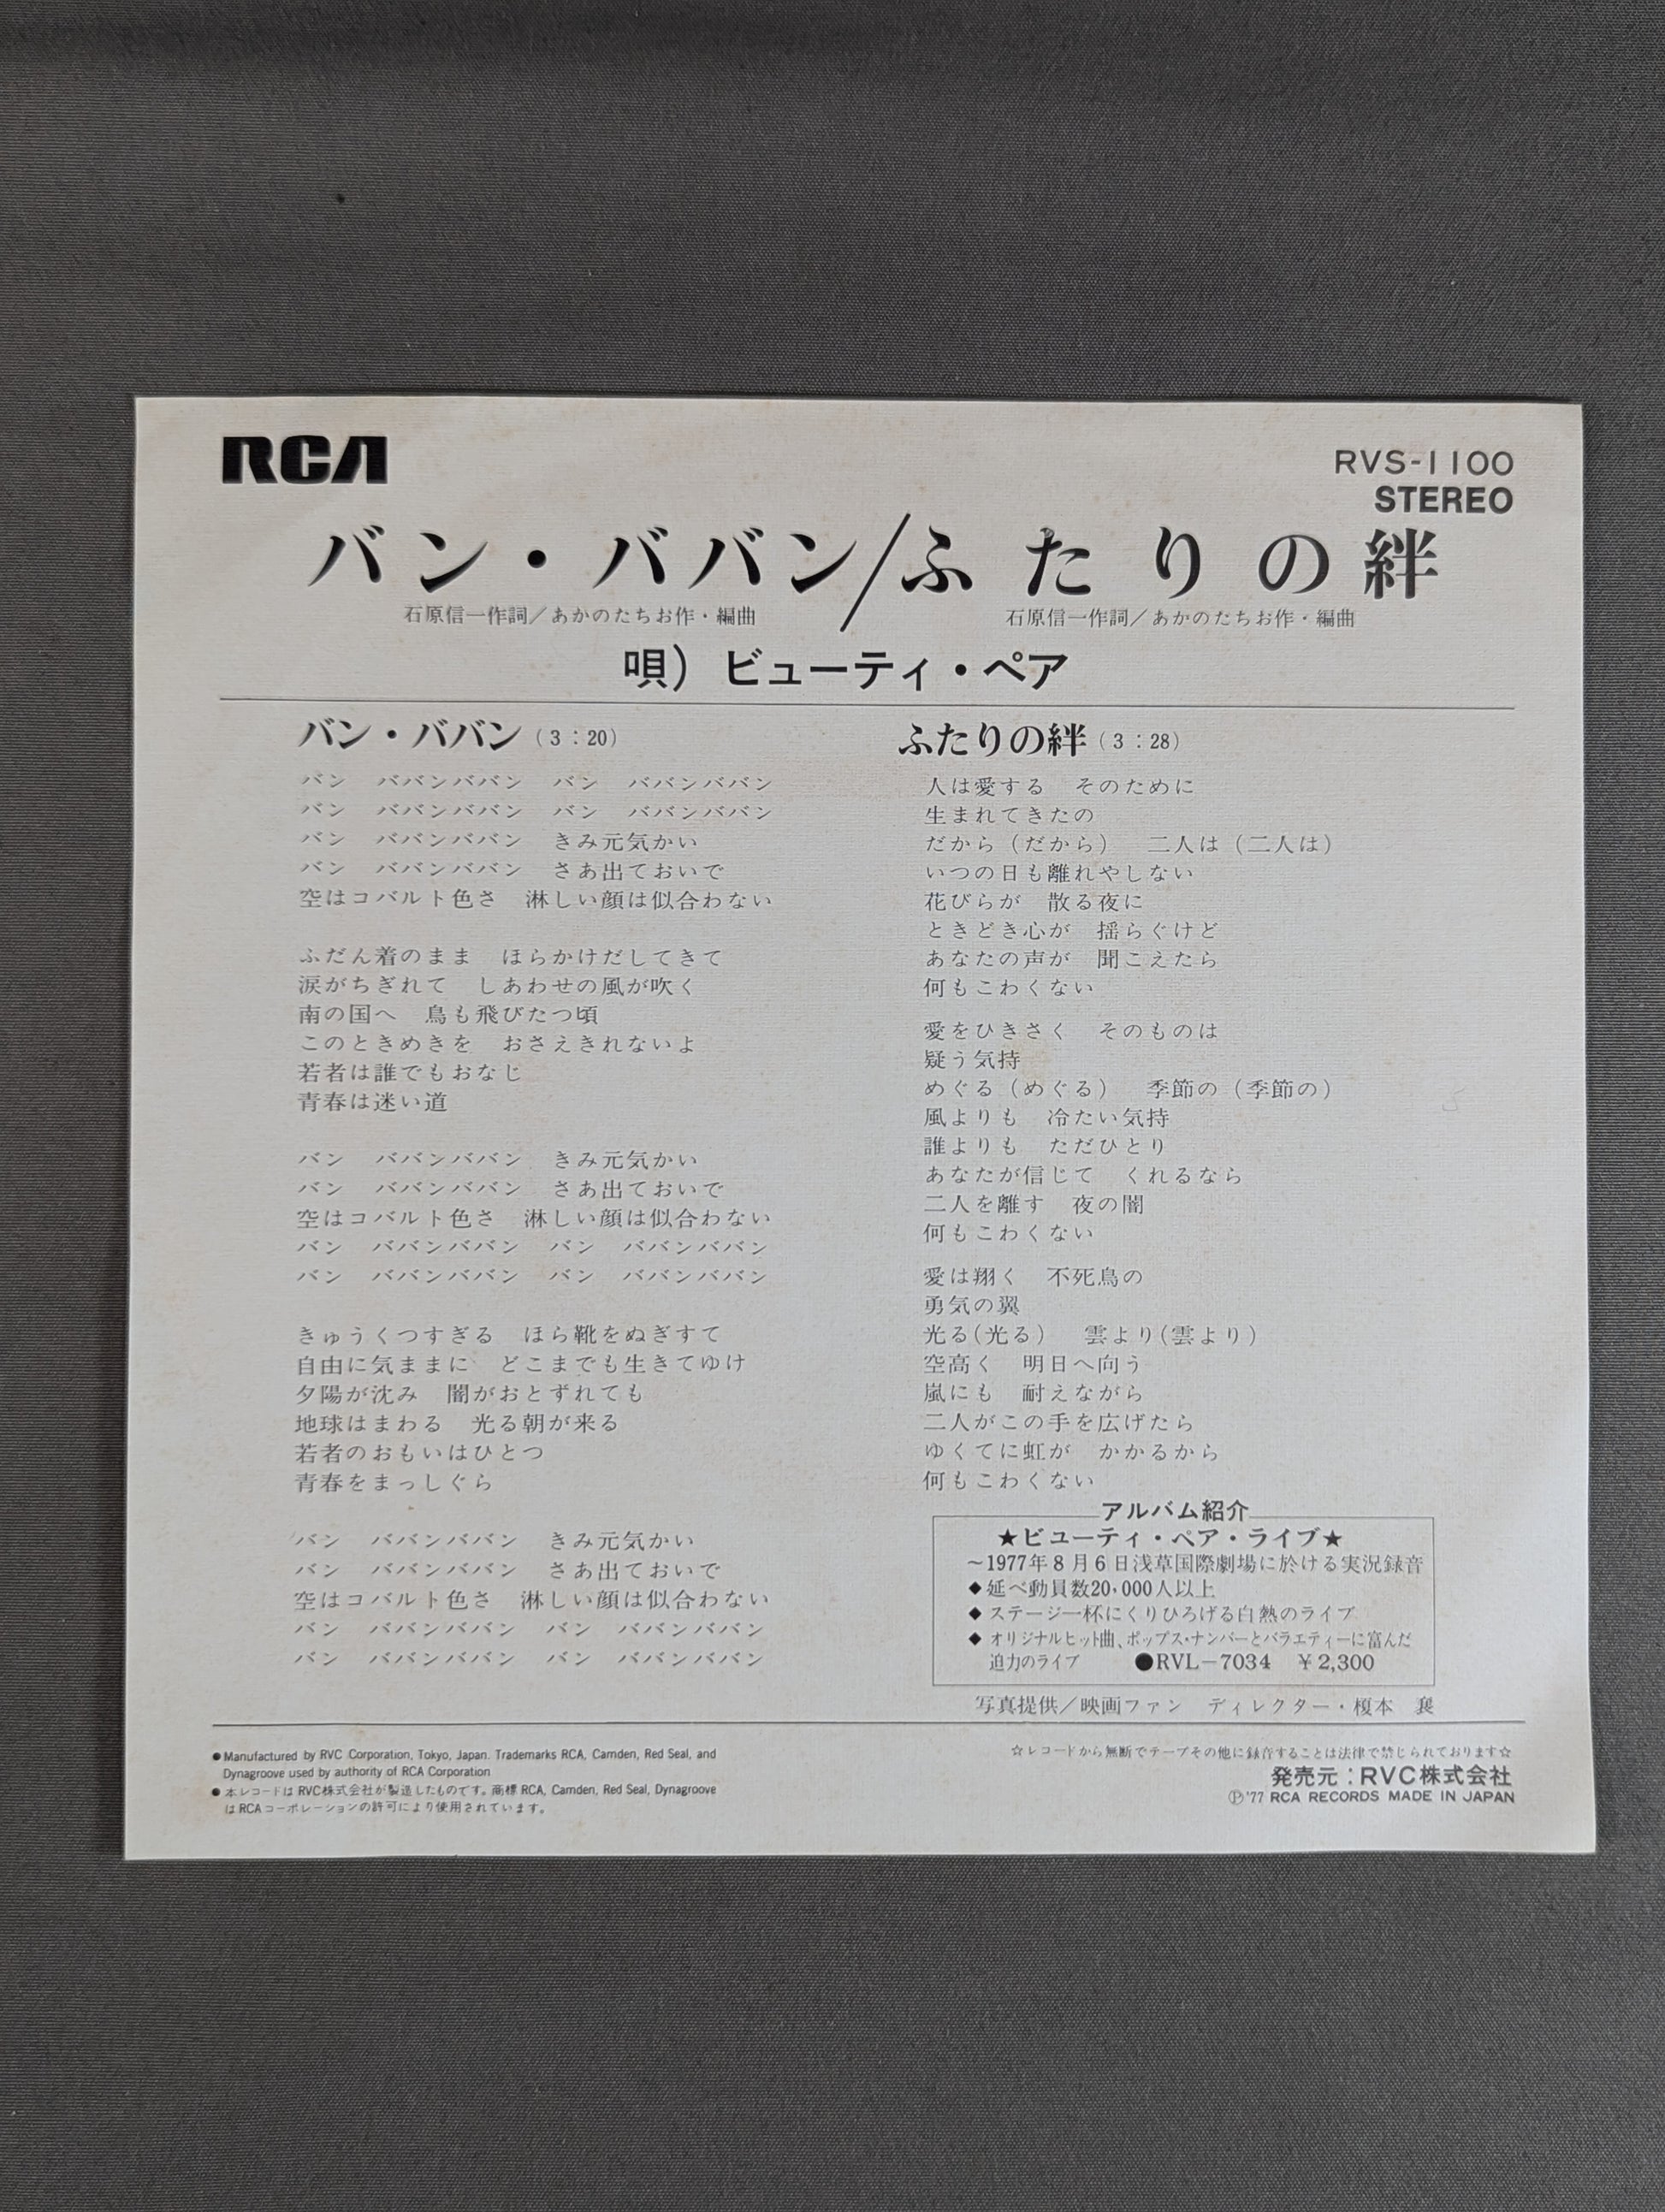 RCA
RVS-1100
STEREO
バン・ババン/ふたりの絆
石原信一作詞/あかのたちお作・編曲
石原信一作詞/あかのたちお作・編曲
唄) ビューティ・ペア
バン・ババン (3:20)
バン ババンババン バン ババンババン
バン ババンババン バン ババンババン
バン ババンババン きみ元気かい
バン ババンババン さあ出ておいで
空はコバルト色さ 淋しい顔は似合わない
ふだん着のまま ほらかけだしてきて
涙がちぎれて しあわせの風が吹く
南の国へ 鳥も飛びたつ頃
このときめきを おさえきれないよ
若者は誰でもおなじ
青春は迷い道
バン ババンババン きみ元気かい
バン ババンババン さあ出ておいで
空はコバルト色さ 淋しい顔は似合わない
バン ババンババン バン ババンババン
バン ババンババン バン ババンババン
きゅうくつすぎる ほら靴をぬぎすて
自由に気ままに どこまでも生きてゆけ
夕陽が沈み 闇がおとずれても
地球はまわる 光る朝が来る
若者のおもいはひとつ
青春をまっしぐら
バン ババンババン きみ元気かい
バン ババンババン さあ出ておいで
空はコバルト色さ 淋しい顔は似合わない
バン ババンババン バン ババンババン
バン ババンババン バン ババンババン
ふたりの絆 (3:28)
人は愛する そのために
生まれてきたの
だから(だから) 二人は(二人は)
いつの日も離れやしない
花びらが 散る夜に
ときどき心が 揺らぐけど
あなたの声が 聞こえたら
何もこわくない
愛をひきさく そのものは
疑う気持
めぐる(めぐる) 季節の(季節の)
風よりも 冷たい気持
誰よりも ただひとり
あなたが信じて くれるなら
二人を離す 夜の闇
何もこわくない
愛は翔く 不死鳥の
勇気の翼
光る(光る) 雲より(雲より)
空高く 明日へ向う
嵐にも 耐えながら
二人がこの手を広げたら
ゆくてに虹が かかるから
何もこわくない
アルバム紹介
★ビューティ・ペア・ライブ★
~1977年8月6日浅草国際劇場に於ける実況録音
◆延べ動員数20,000人以上
◆ステージ一杯にくりひろげる白熱のライブ
◆オリジナルヒット曲、ポップス・ナンバーとバラエティーに富んだ
迫力のライブ ●RVL-7034 ¥2,300
写真提供/映画ファン ディレクター・榎本 襄
●Manufactured by RVC Corporation, Tokyo, Japan. Trademarks RCA, Camden, Red Seal, and
Dynagroove used by authority of RCA Corporation
●本レコードはRVC株式会社が製造したものです。商標RCA, Camden, Red Seal, Dynagroove
はRCAコーポレーションの許可により使用されています。
☆レコードから無断でテープその他に録音することは法律で禁じられております☆
発売元:RVC株式会社
Ⓟ'77 RCA RECORDS MADE IN JAPAN